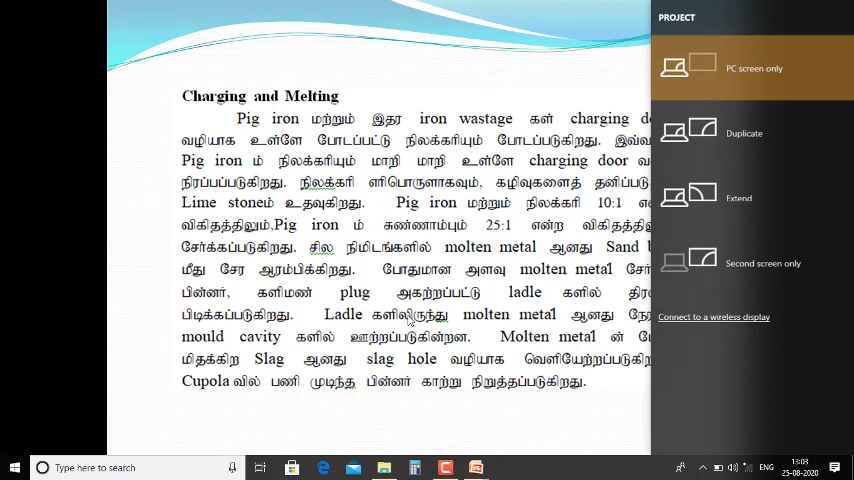 Charging and Melting
Pig iron மற்றும் இதர iron wastage கள் charging
வழியாக உள்ளே போடப்பட்டு நிலக்கரியும் போடப்படுகிறது.
Pig iron ம் நிலக்கரியும் மாறி மாறி உள்ளே charging door
நிரப்பப்படுகிறது. நிலக்கரி எரிபொருளாகவும், கழிவுகளைத்
Lime stoneம் உதவுகிறது. Pig iron மற்றும் நிலக்கரி 10:1
விகிதத்திலும்,Pig iron ம் சுண்ணாம்பும் 25:1 என்ற
சேர்க்கப்படுகிறது. சில நிமிடங்களில் molten metal ஆனது Sand
மீது சேர ஆரம்பிக்கிறது. போதுமான அளவு molten metal
பின்னர், களிமண் plug அகற்றப்பட்டு ladle களில்
பிடிக்கப்படுகிறது. Ladle களிலிருந்து molten metal ஆனது
mould cavity களில் ஊற்றப்படுகின்றன. Molten metal ன்
மிதக்கிற Slag ஆனது slag hole வழியாக
Cupola வில் பணி முடிந்த பின்னர் காற்று நிறுத்தப்படுகிறது.
PROJECT
PC screen only
Duplicate
Extend
Second screen only
Connect to a wireless display
Type here to search
ENG
13:03
25-08-2020